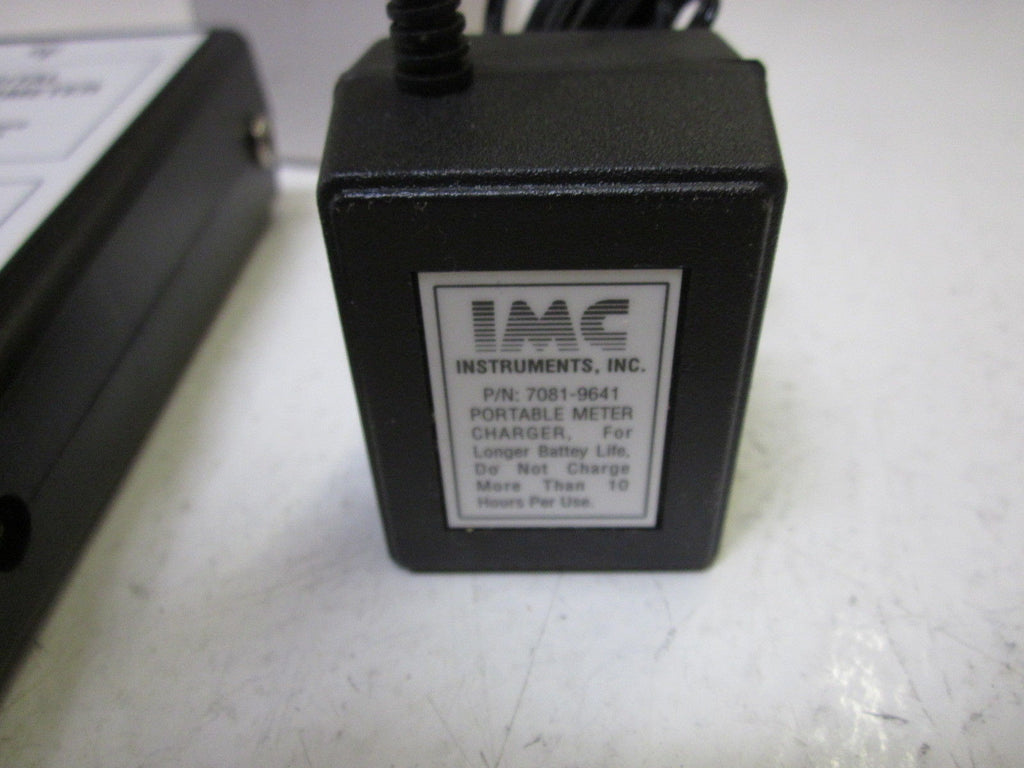 IMC
INSTRUMENTS, INC.
P/N: 7081-9641
PORTABLE METER
CHARGER, For
Longer Battey Life,
Do Not Charge
More Than 10
Hours Per Use.